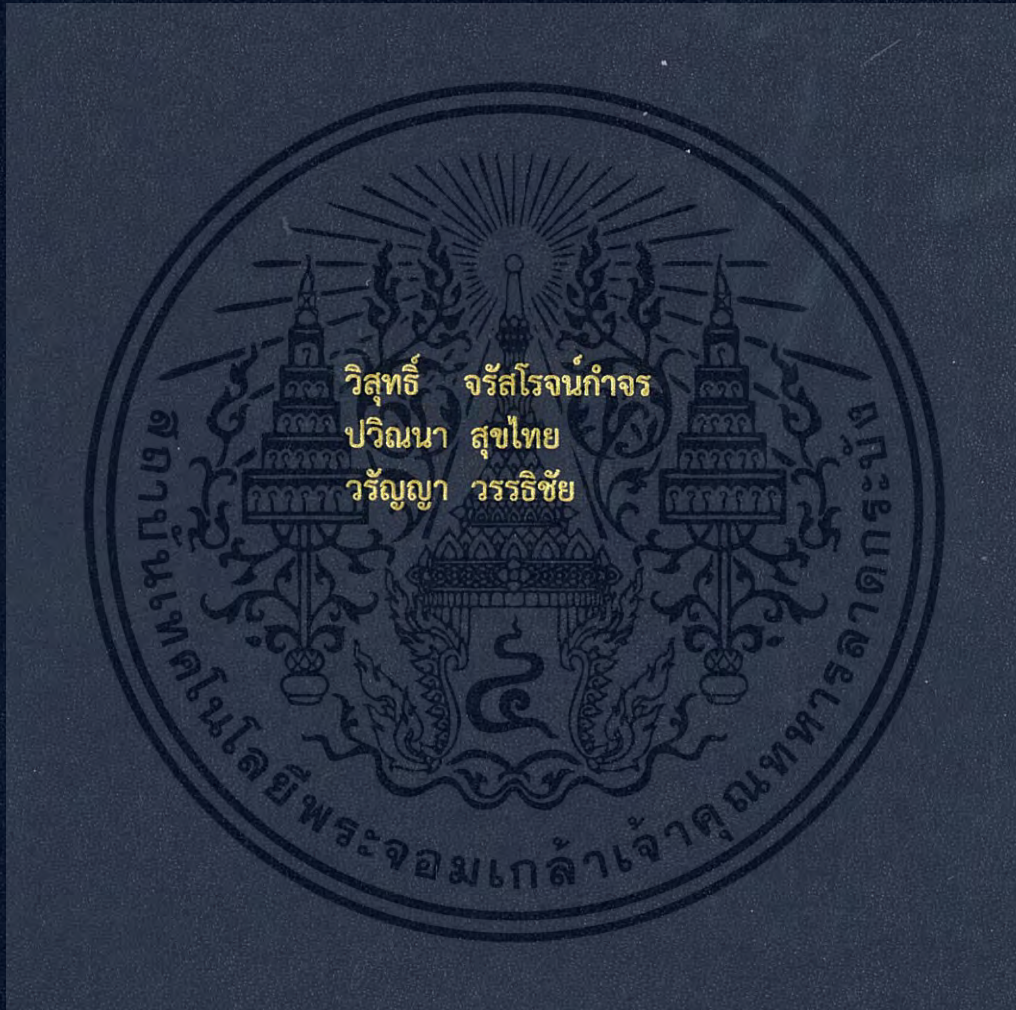 วิสุทธิ์ จรัสโรจน์กำจร
ปวิณนา สุขไทย
วรัญญา วรรธิชัย
สถาบันเทคโนโลยีพระจอมเกล้าเจ้าคุณทหารลาดกระบัง
๔